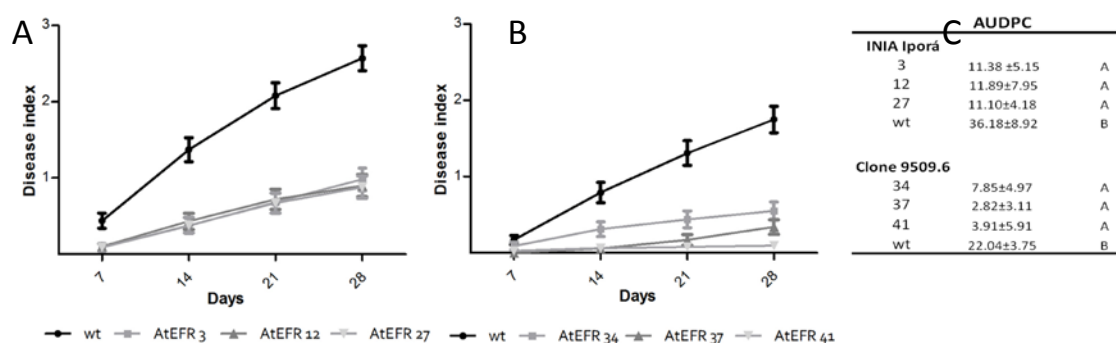 A
Disease index
3
2
1
7
14
21
28
Days
wt AtEFR 3 AtEFR 12 AtEFR 27
B
Disease index
3
2
1
7
14
21
28
Days
wt AtEFR 34 AtEFR 37 AtEFR 41
C
AUDPC
INIA Iporá
3 11.38 ±5.15 A
12 11.89±7.95 A
27 11.10±4.18 A
wt 36.18±8.92 B
Clone 9509.6
34 7.85±4.97 A
37 2.82±3.11 A
41 3.91±5.91 A
wt 22.04±3.75 B